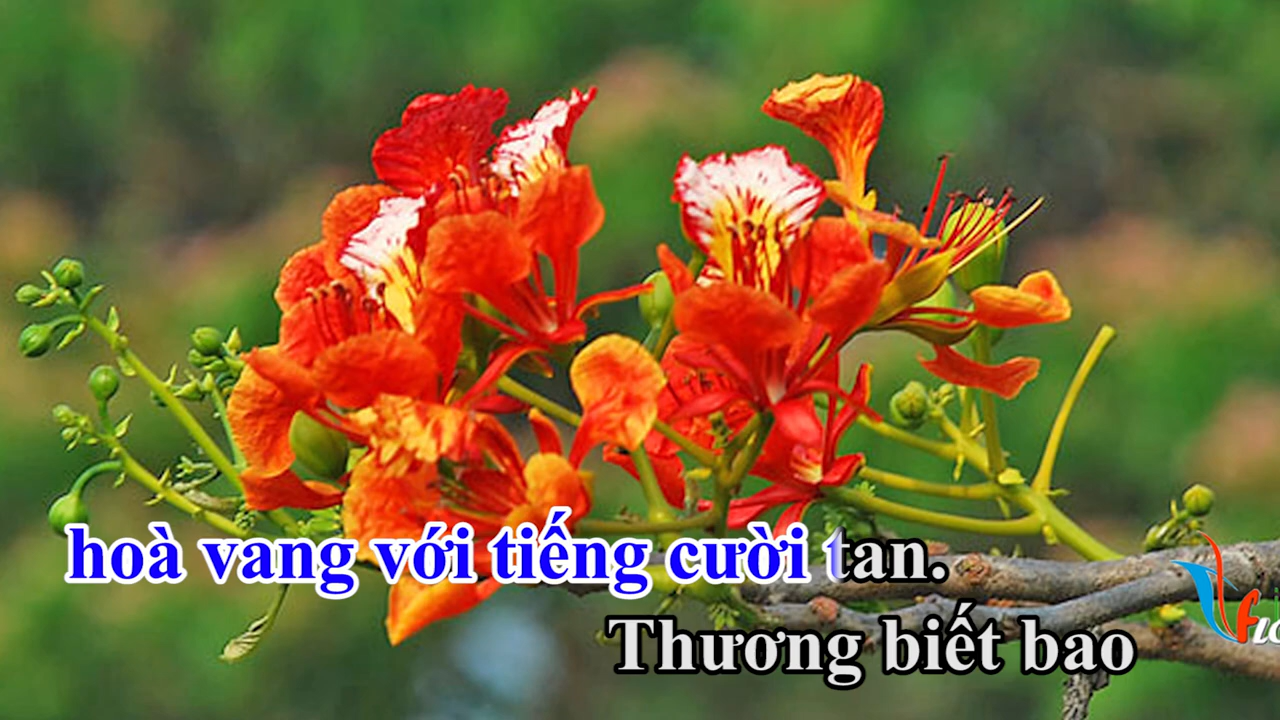 hoà vang với tiếng cười tan.
Thương biết bao